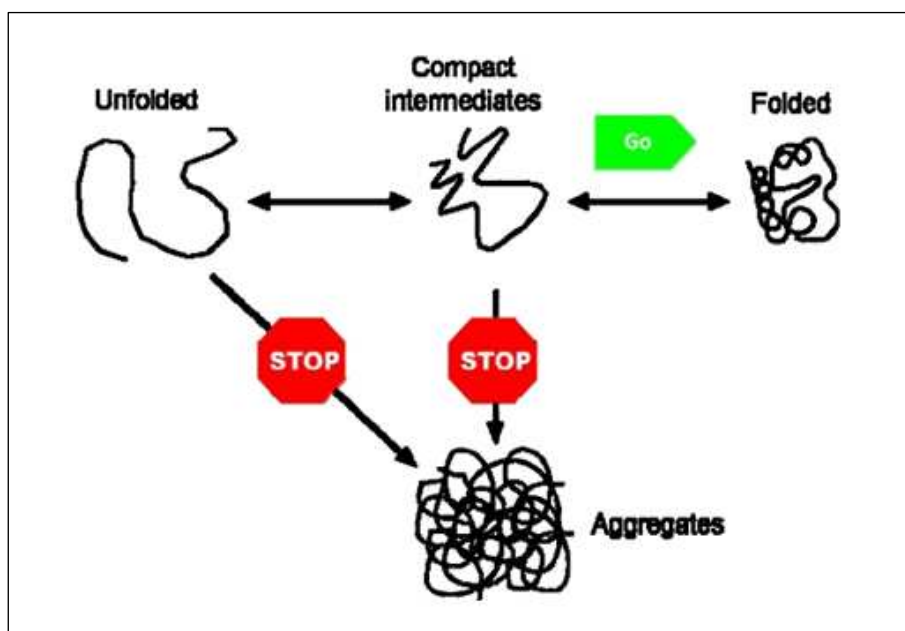 Unfolded
Compact
intermediates
Go
Folded
STOP
STOP
Aggregates